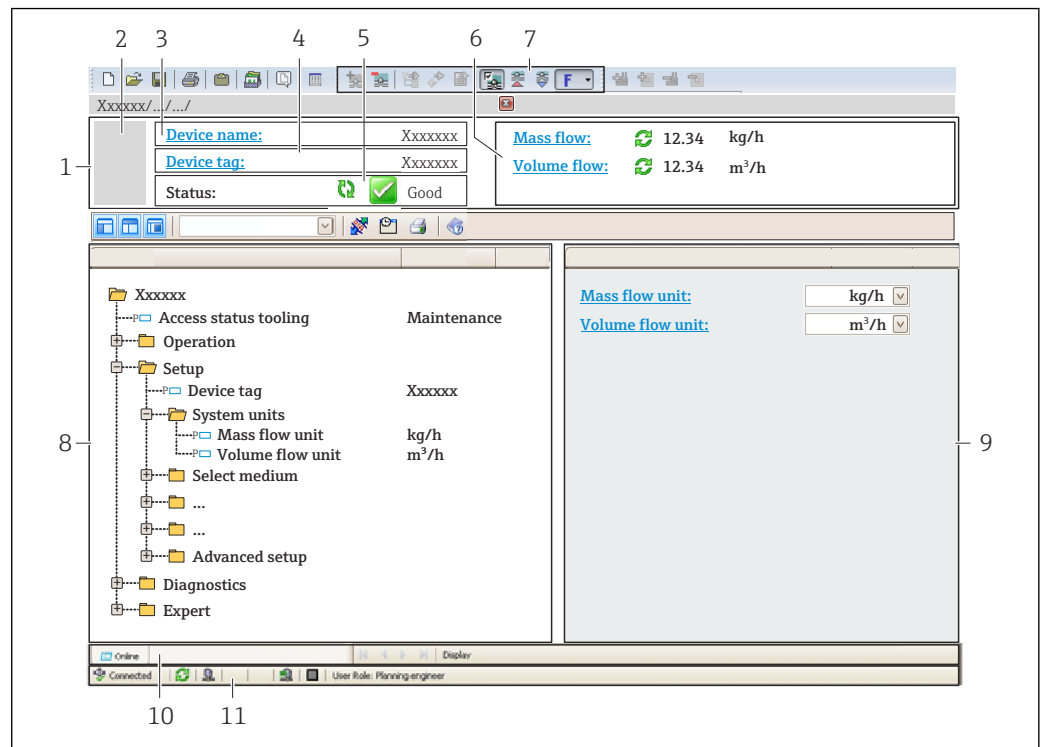 2 3 4 5 6 7
F
Xxxxxx/.../.../
1
Device name: Xxxxxxx
Device tag: Xxxxxxx
Status: Good
Mass flow: 12.34 kg/h
Volume flow: 12.34 m³/h
Xxxxxx
P Access status tooling Maintenance
Operation
Setup
P Device tag Xxxxxx
System units
P Mass flow unit kg/h
P Volume flow unit m³/h
Select medium
...
...
Advanced setup
Diagnostics
Expert
Mass flow unit: kg/h
Volume flow unit: m³/h
8
9
Online Display
Connected User Role: Planning engineer
10 11